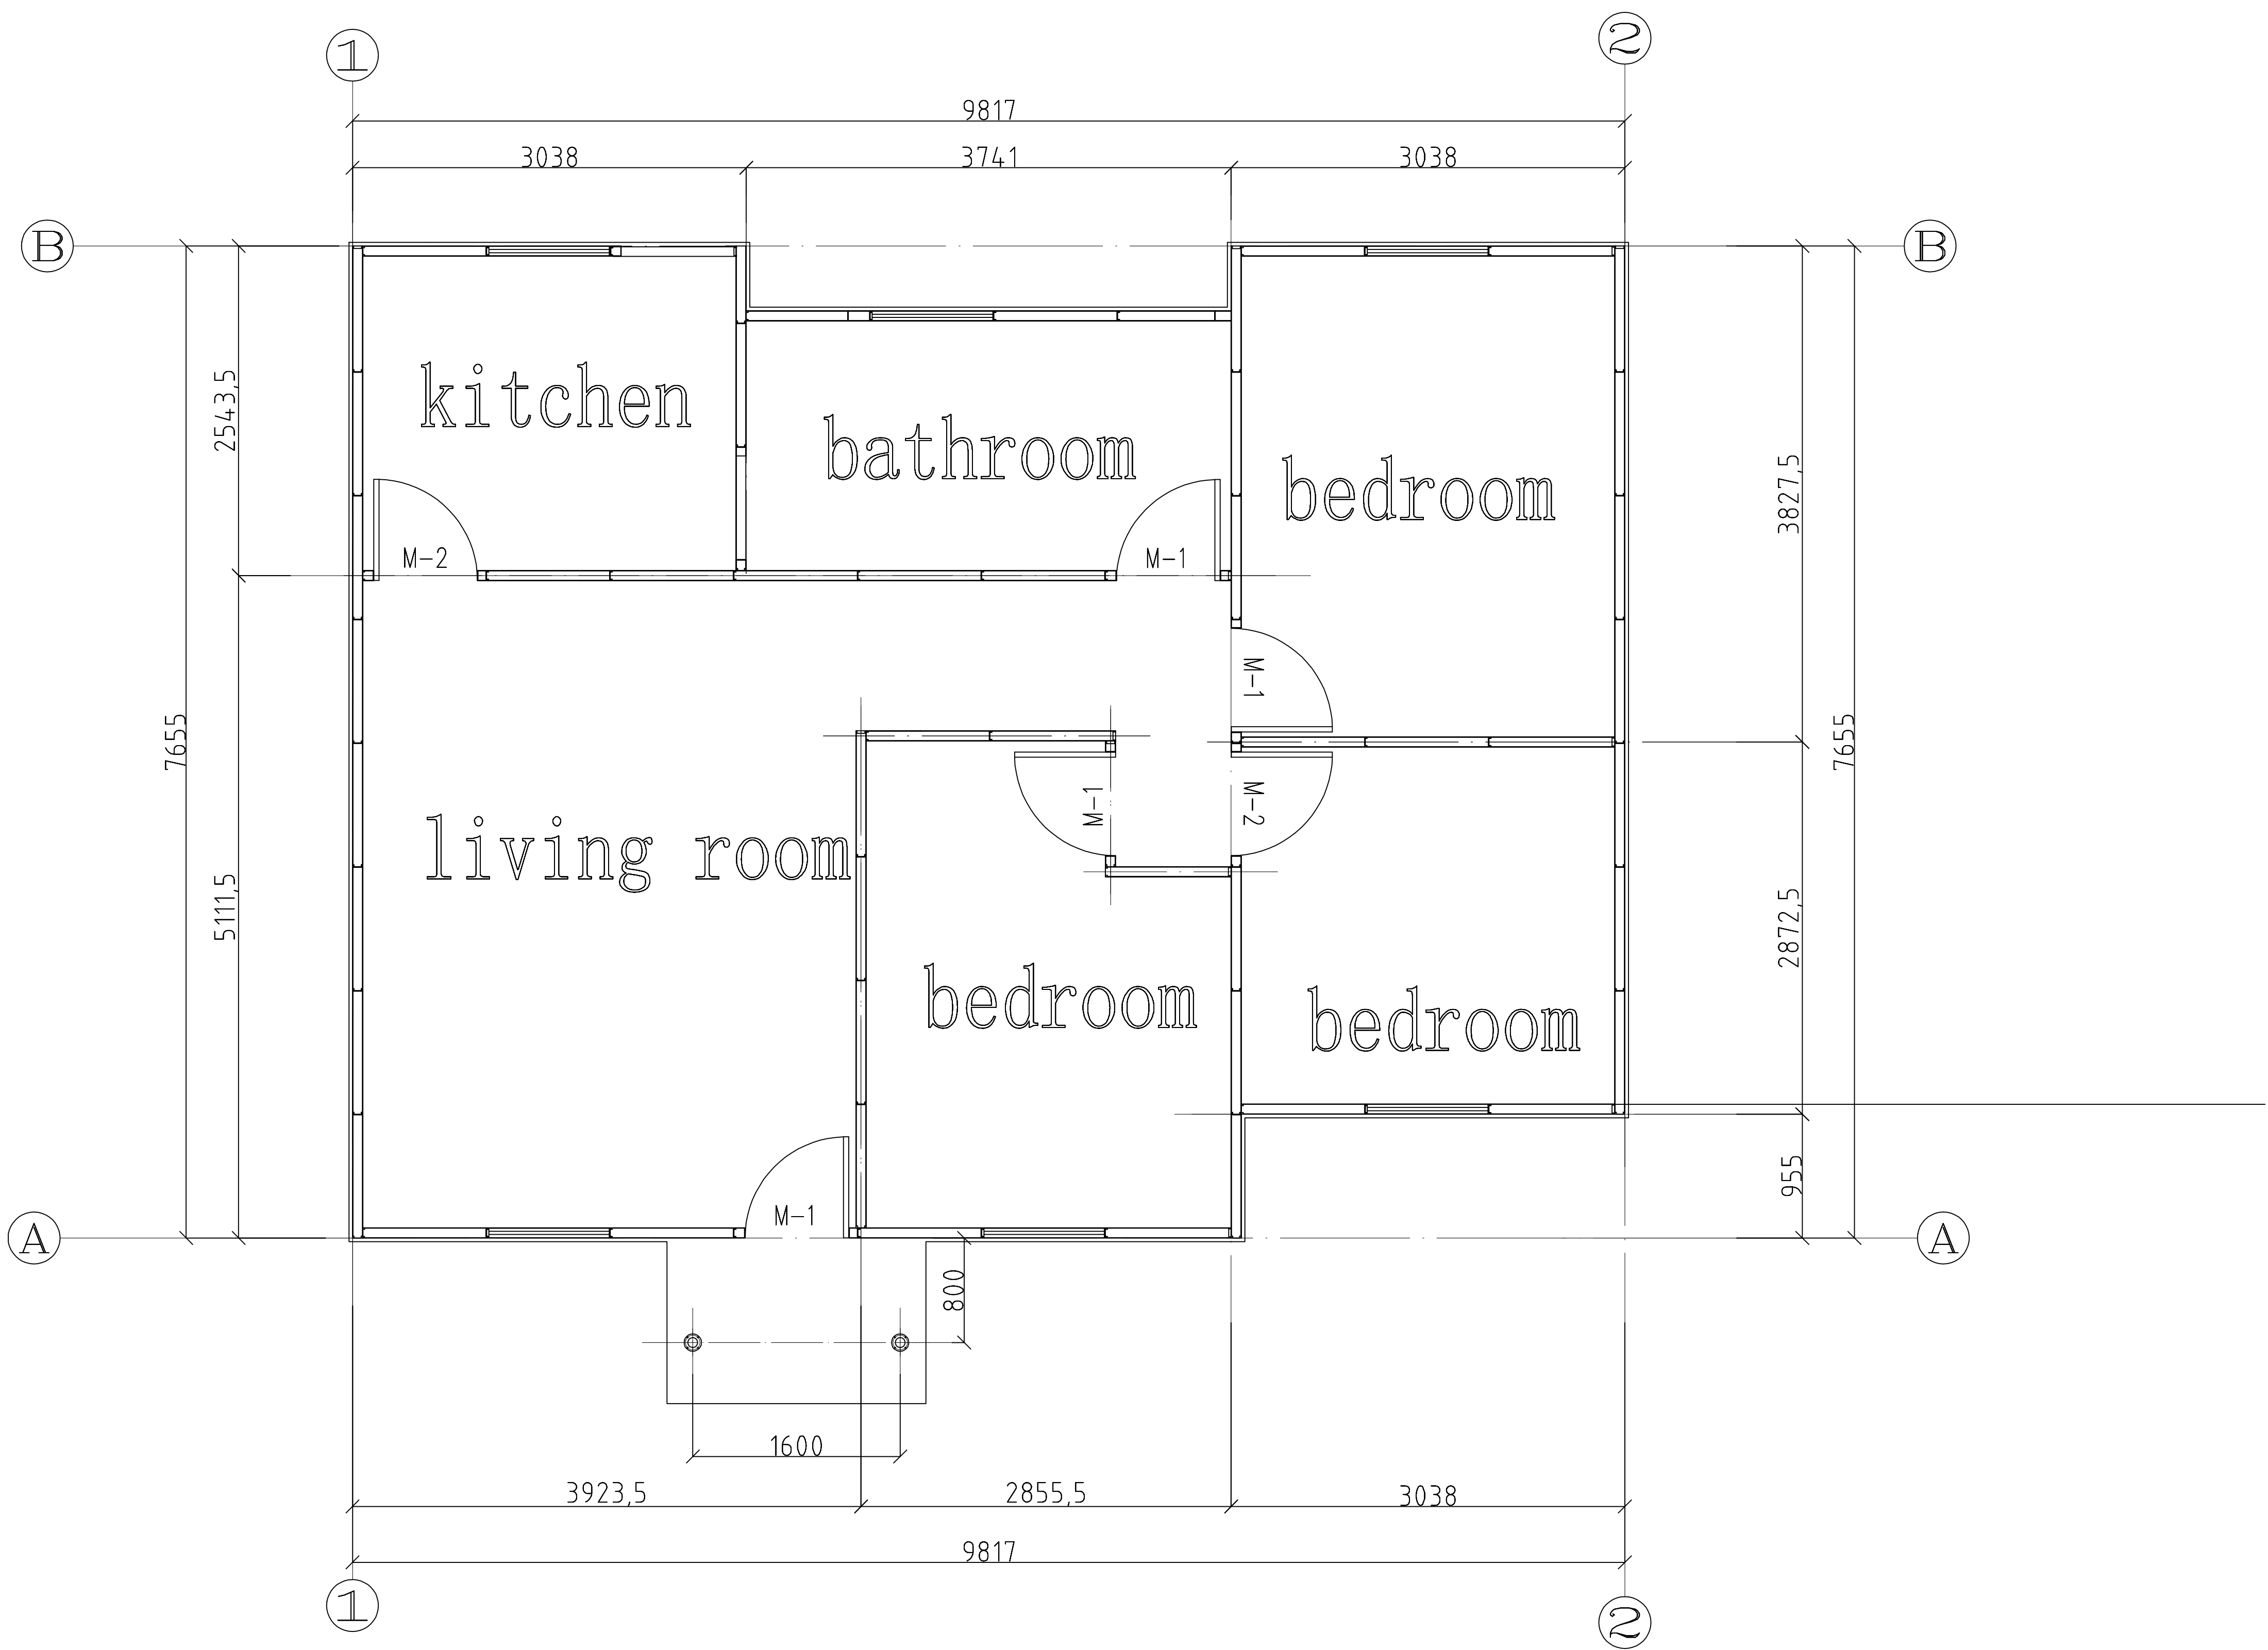 1
2
9817
3038
3741
3038
B
B
kitchen
bathroom
bedroom
2543,5
3827,5
M-2
M-1
M-1
7655
7655
M-1
M-2
living room
5111,5
2872,5
bedroom
bedroom
955
M-1
A
A
800
1600
3923,5
2855,5
3038
9817
1
2